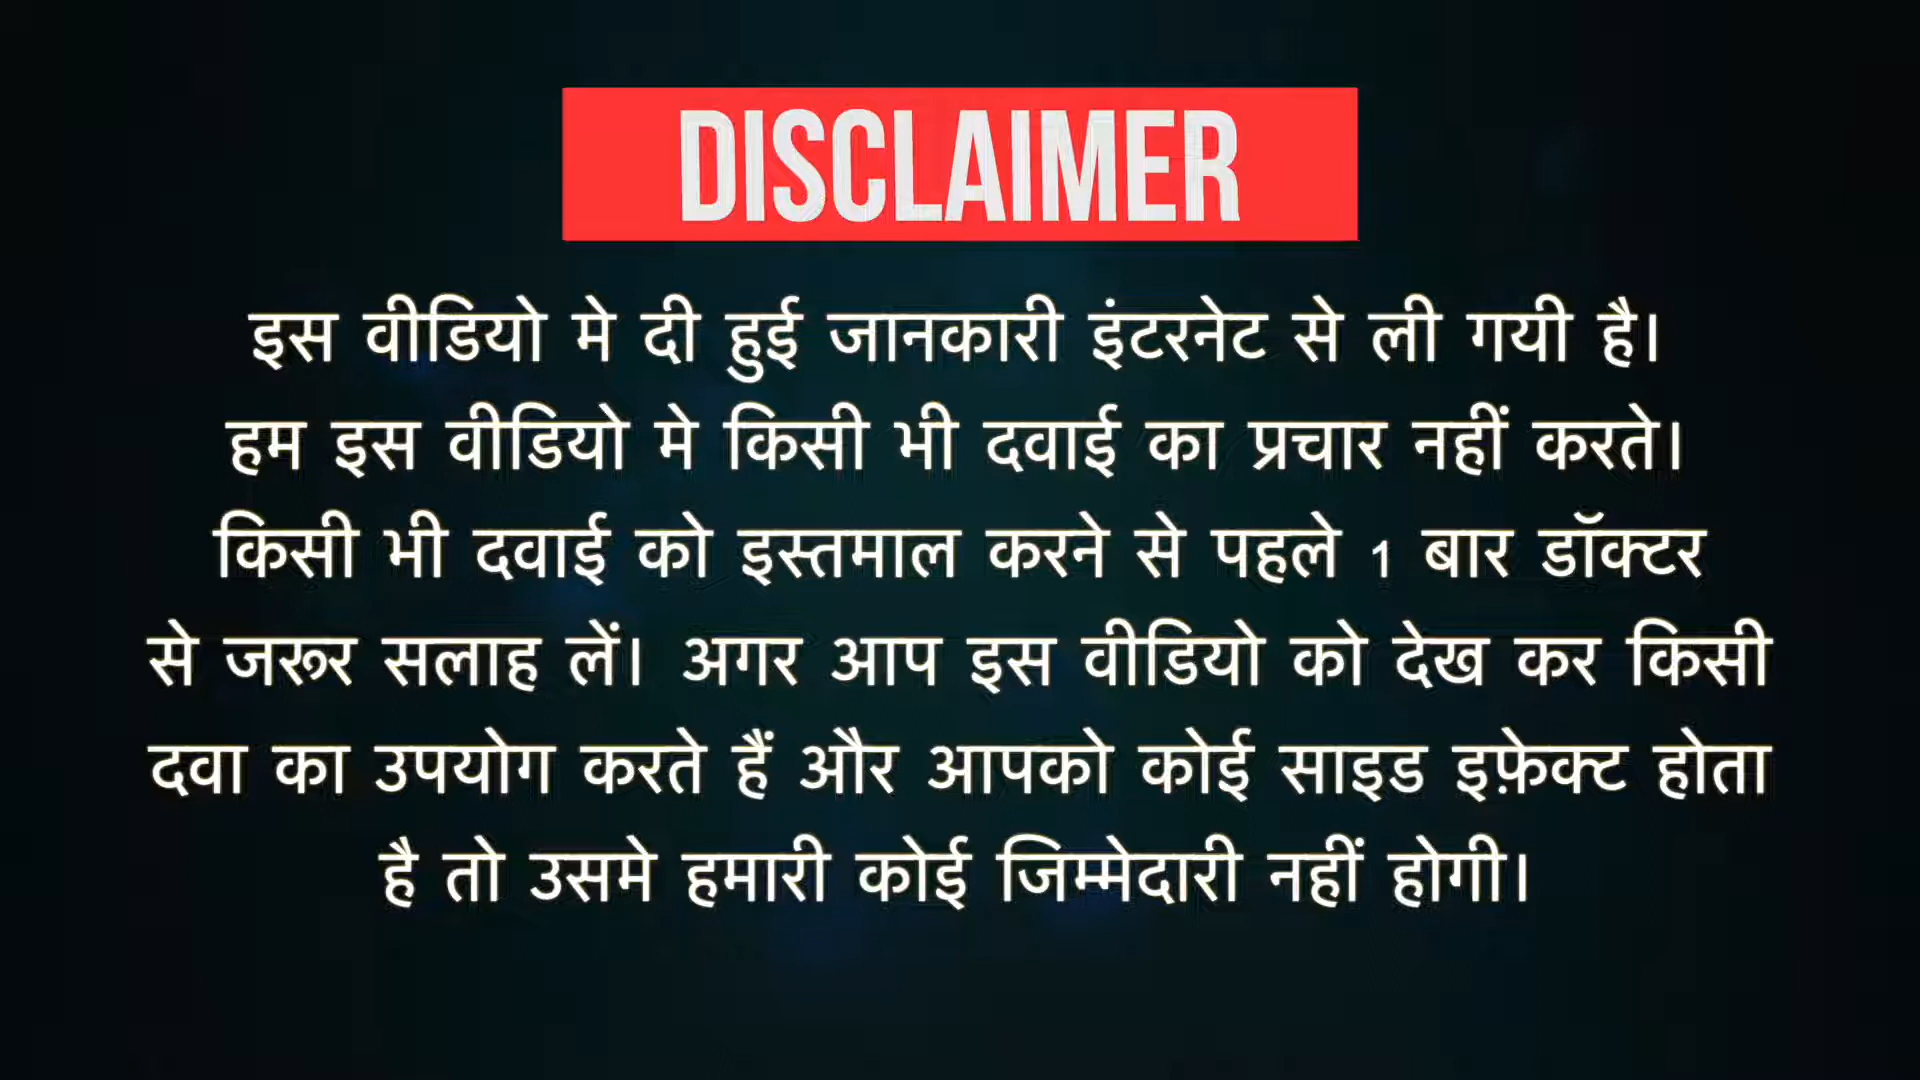 DISCLAIMER
इस वीडियो मे दी हुई जानकारी इंटरनेट से ली गयी है।
हम इस वीडियो मे किसी भी दवाई का प्रचार नहीं करते।
किसी भी दवाई को इस्तमाल करने से पहले 1 बार डॉक्टर
से जरूर सलाह लें। अगर आप इस वीडियो को देख कर किसी
दवा का उपयोग करते हैं और आपको कोई साइड इफ़ेक्ट होता
है तो उसमे हमारी कोई जिम्मेदारी नहीं होगी।